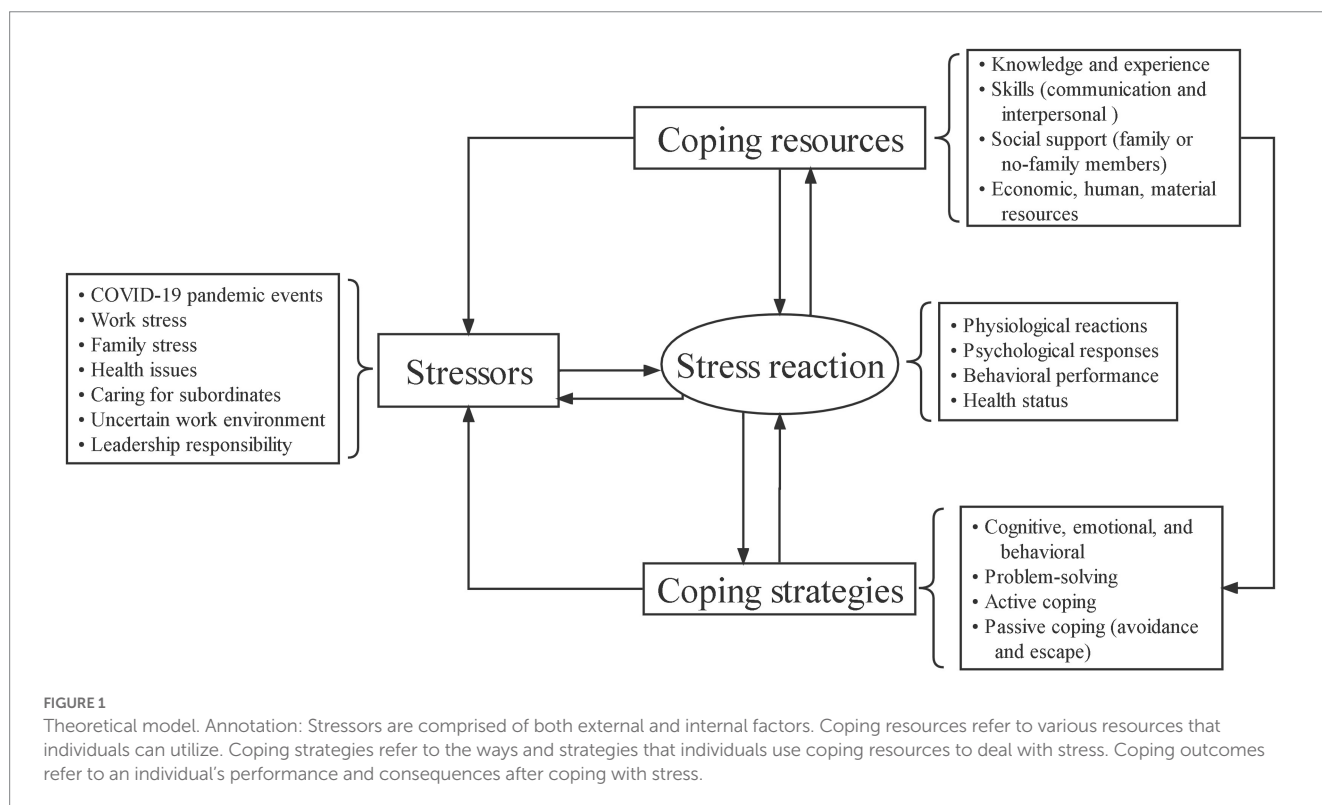 • Knowledge and experience
• Skills (communication and
interpersonal )
• Social support (family or
no-family members)
• Economic, human, material
resources
Coping resources
• COVID-19 pandemic events
• Work stress
• Family stress
• Health issues
• Caring for subordinates
• Uncertain work environment
• Leadership responsibility
Stressors
Stress reaction
• Physiological reactions
• Psychological responses
• Behavioral performance
• Health status
Coping strategies
• Cognitive, emotional, and
behavioral
• Problem-solving
• Active coping
• Passive coping (avoidance
and escape)
FIGURE 1
Theoretical model. Annotation: Stressors are comprised of both external and internal factors. Coping resources refer to various resources that
individuals can utilize. Coping strategies refer to the ways and strategies that individuals use coping resources to deal with stress. Coping outcomes
refer to an individual's performance and consequences after coping with stress.